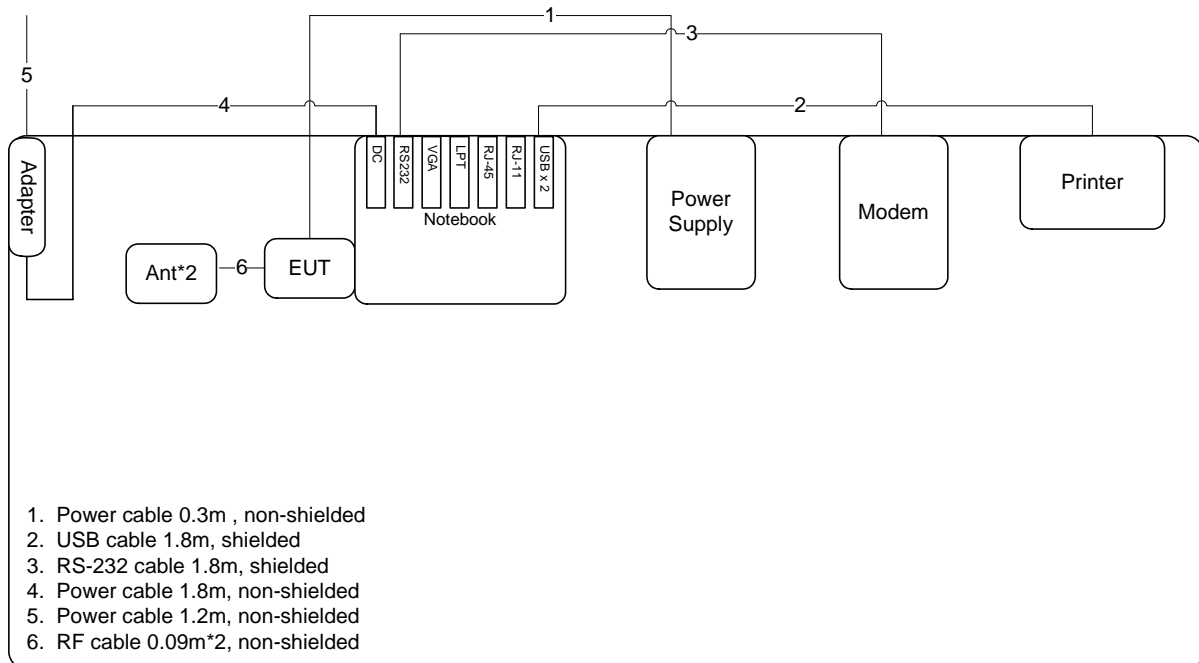 1
3
5
4
2
Adapter
DC
RS232
VGA
LPT
RJ-45
RJ-11
USB x 2
Notebook
Power
Supply
Modem
Printer
Ant*2
6
EUT
1. Power cable 0.3m , non-shielded
2. USB cable 1.8m, shielded
3. RS-232 cable 1.8m, shielded
4. Power cable 1.8m, non-shielded
5. Power cable 1.2m, non-shielded
6. RF cable 0.09m*2, non-shielded